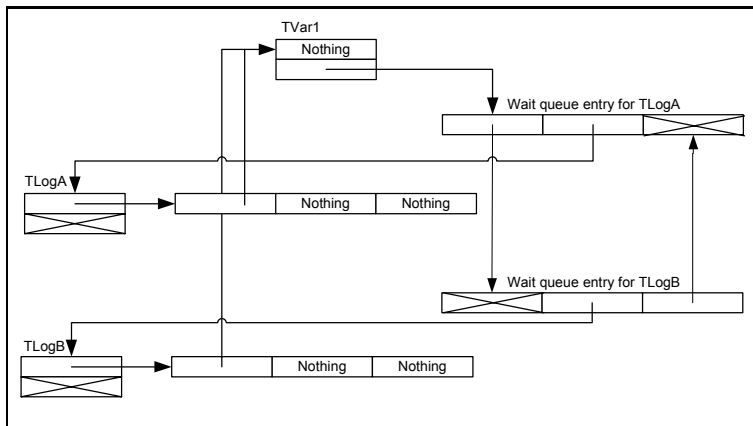 TVar1
Nothing
Wait queue entry for TLogA
TLogA
Nothing Nothing
Wait queue entry for TLogB
TLogB
Nothing Nothing